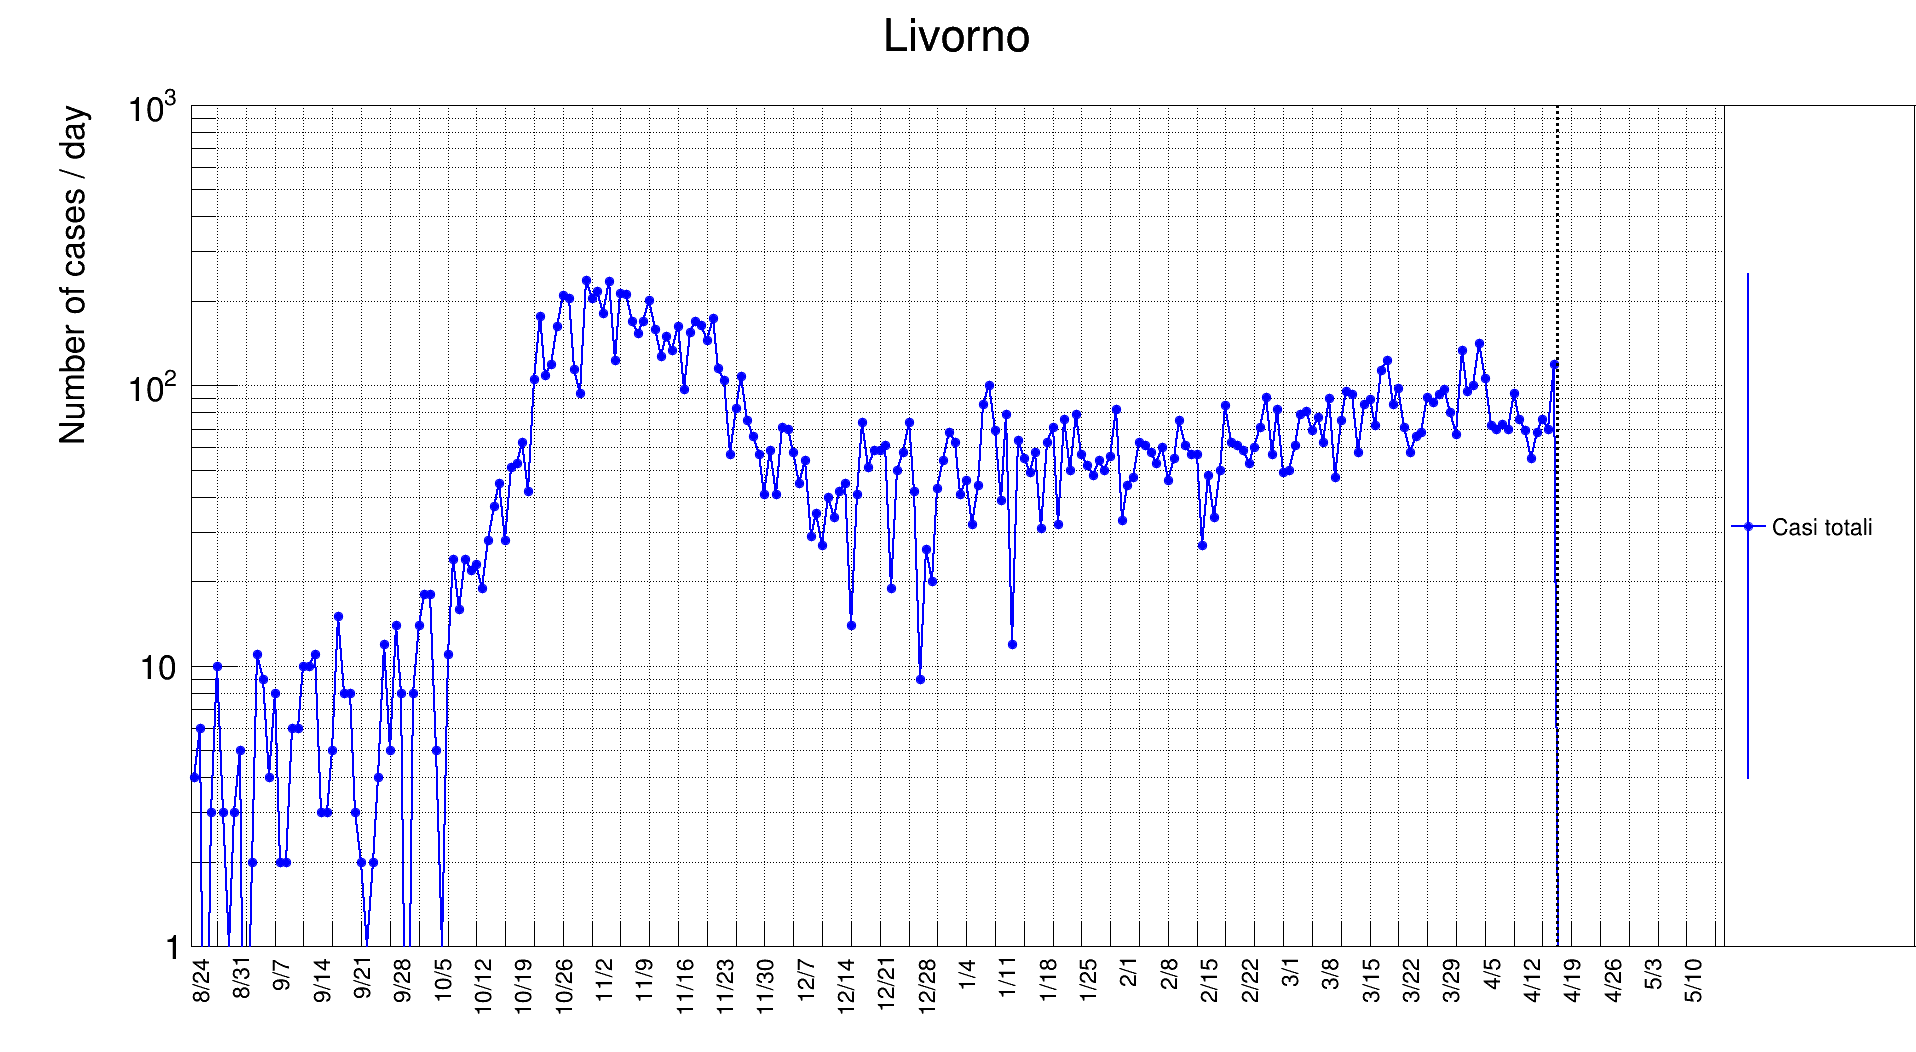 Livorno
Number of cases / day
10³
10²
10
1
8/24 8/31 9/7 9/14 9/21 9/28 10/5 10/12 10/19 10/26 11/2 11/9 11/16 11/23 11/30 12/7 12/14 12/21 12/28 1/4 1/11 1/18 1/25 2/1 2/8 2/15 2/22 3/1 3/8 3/15 3/22 3/29 4/5 4/12 4/19 4/26 5/3 5/10
Casi totali